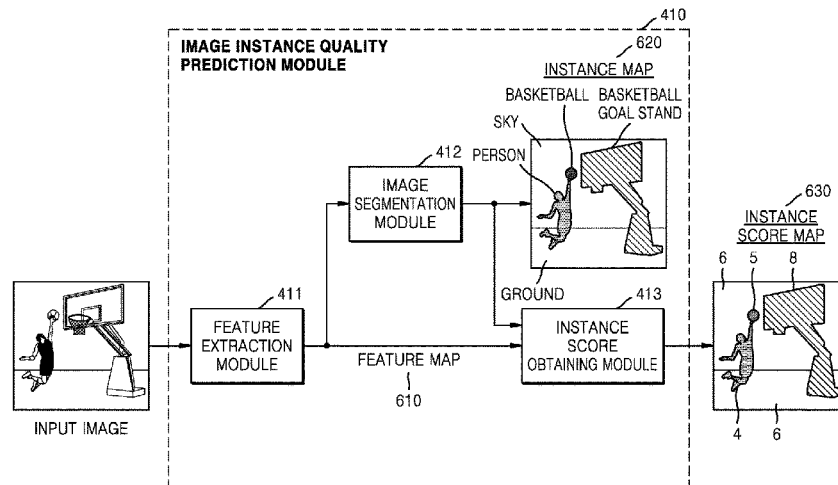 410
IMAGE INSTANCE QUALITY
PREDICTION MODULE
620
INSTANCE MAP
BASKETBALL
BASKETBALL
GOAL STAND
SKY
PERSON
412
IMAGE
SEGMENTATION
MODULE
630
INSTANCE
SCORE MAP
6
5
8
GROUND
411
FEATURE
EXTRACTION
MODULE
413
INSTANCE
SCORE
OBTAINING MODULE
FEATURE MAP
610
INPUT IMAGE
4
6